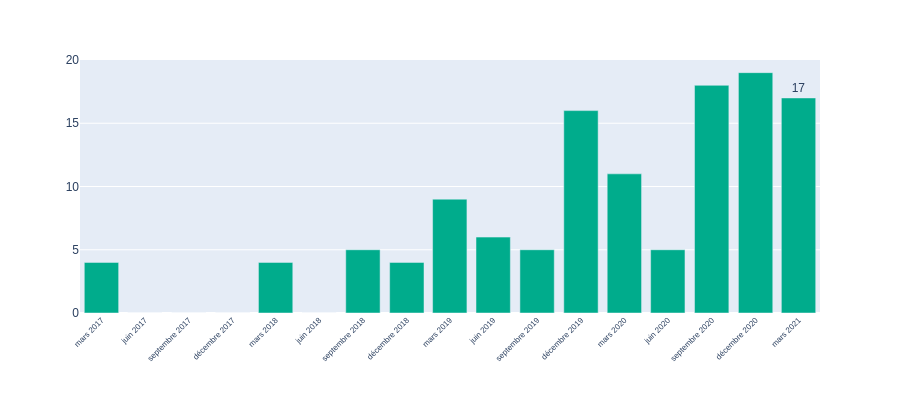 20
15
10
5
0
17
mars 2017
juin 2017
septembre 2017
décembre 2017
mars 2018
juin 2018
septembre 2018
décembre 2018
mars 2019
juin 2019
septembre 2019
décembre 2019
mars 2020
juin 2020
septembre 2020
décembre 2020
mars 2021